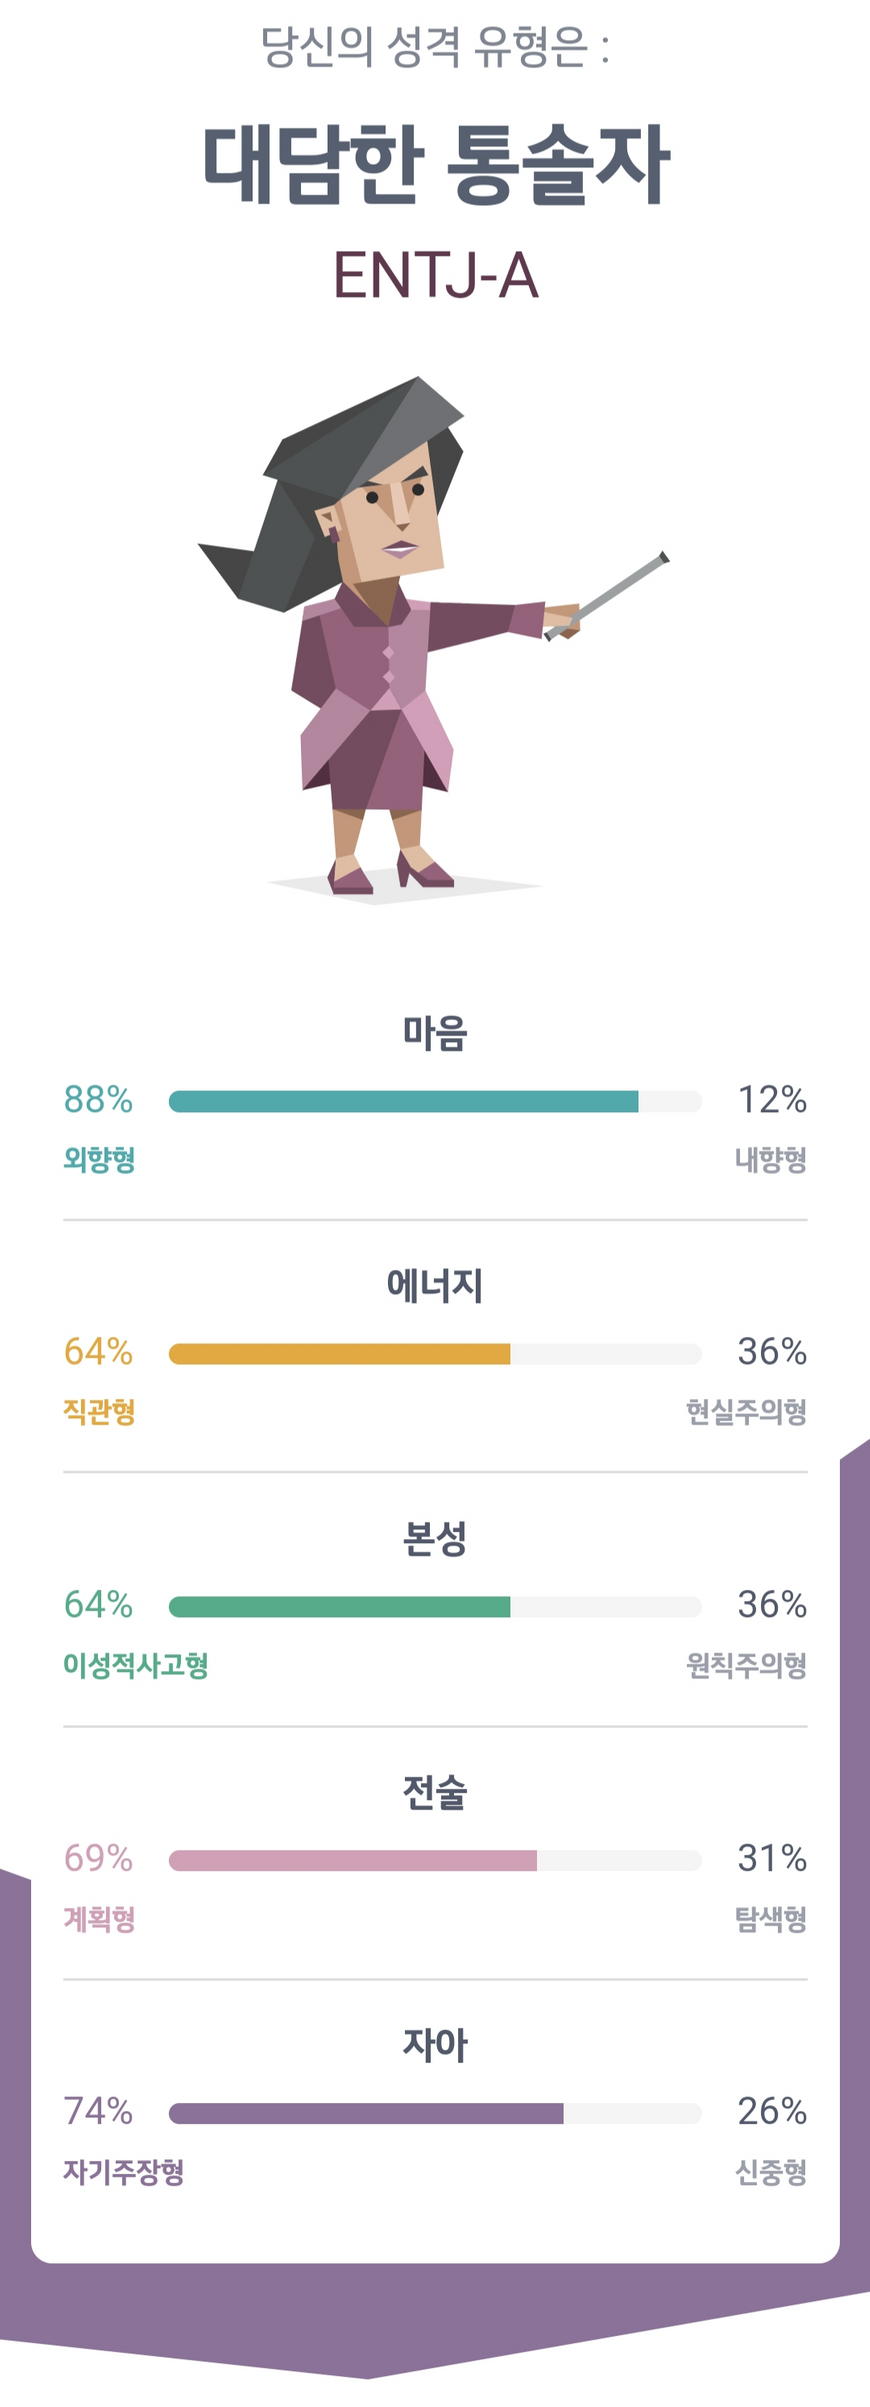 당신의 성격 유형은 :
대담한 통솔자
ENTJ-A
마음
88% 12%
외향형 내향형
에너지
64% 36%
직관형 현실주의형
본성
64% 36%
이성적사고형 원칙주의형
전술
69% 31%
계획형 탐색형
자아
74% 26%
자기주장형 신중형